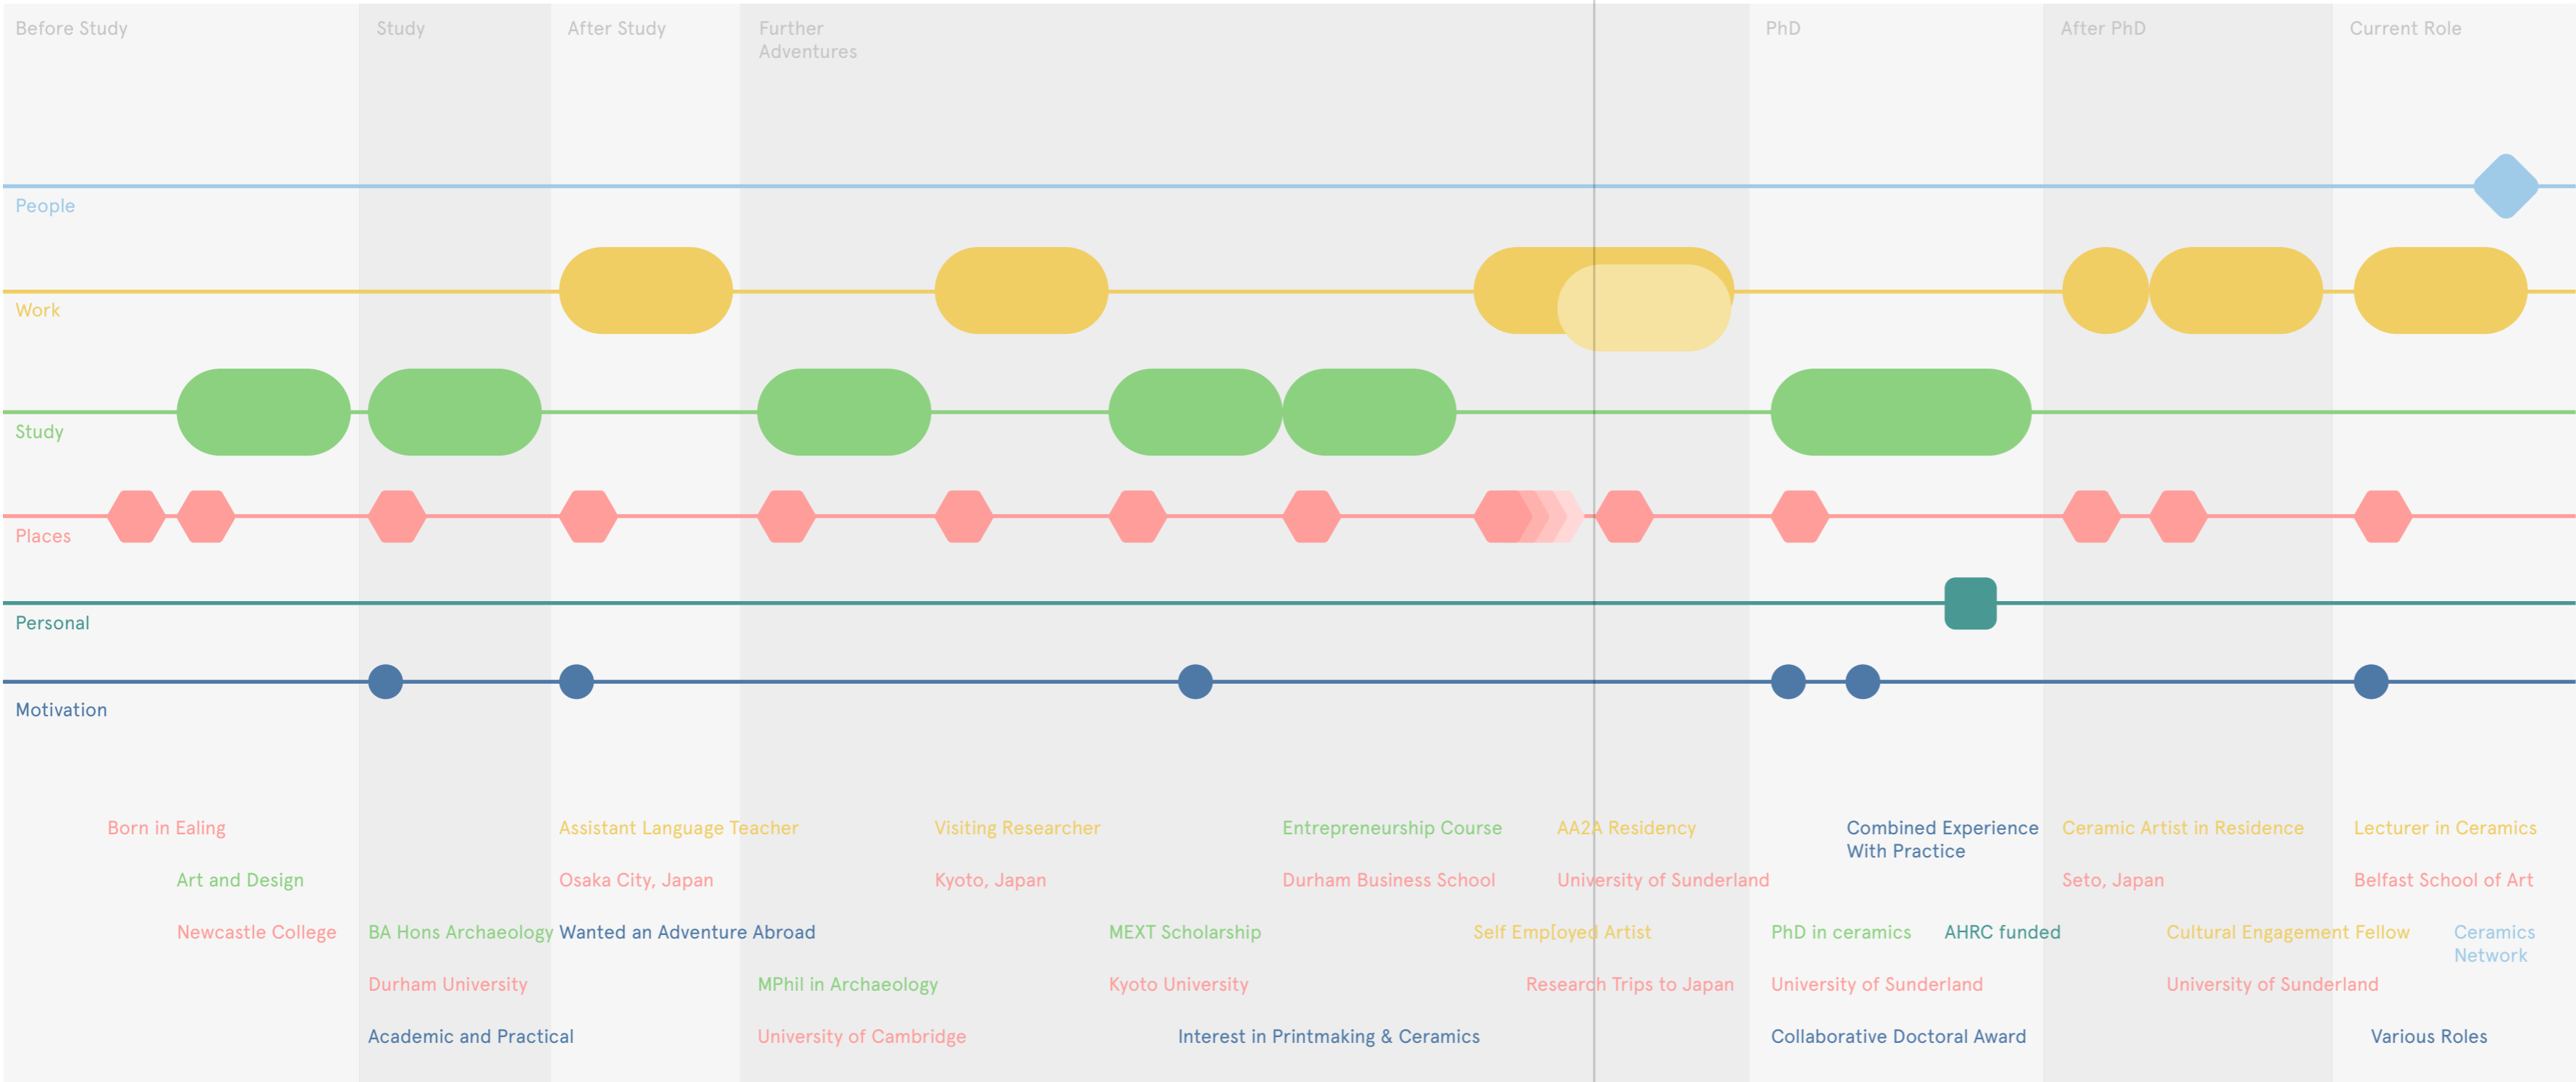 Before Study
Study
After Study
Further
Adventures
PhD
After PhD
Current Role
People
Work
Study
Places
Personal
Motivation
Born in Ealing
Assistant Language Teacher
Visiting Researcher
Entrepreneurship Course
AA2A Residency
Combined Experience
With Practice
Ceramic Artist in Residence
Lecturer in Ceramics
Art and Design
Osaka City, Japan
Kyoto, Japan
Durham Business School
University of Sunderland
Seto, Japan
Belfast School of Art
Newcastle College
BA Hons Archaeology
Wanted an Adventure Abroad
MEXT Scholarship
Self Emp[oyed Artist
PhD in ceramics
AHRC funded
Cultural Engagement Fellow
Ceramics
Network
Durham University
MPhil in Archaeology
Kyoto University
Research Trips to Japan
University of Sunderland
University of Sunderland
Academic and Practical
University of Cambridge
Interest in Printmaking & Ceramics
Collaborative Doctoral Award
Various Roles